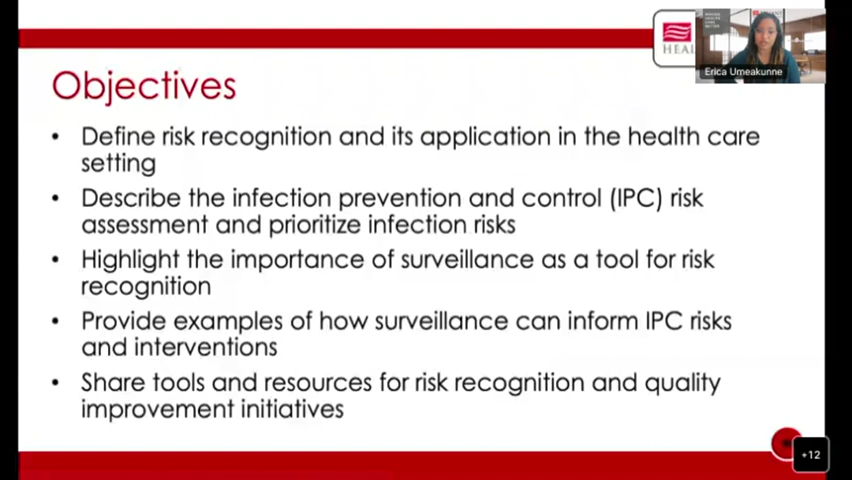 HEAL
Erica Umeakunne
Objectives
• Define risk recognition and its application in the health care
setting
• Describe the infection prevention and control (IPC) risk
assessment and prioritize infection risks
• Highlight the importance of surveillance as a tool for risk
recognition
• Provide examples of how surveillance can inform IPC risks
and interventions
• Share tools and resources for risk recognition and quality
improvement initiatives
+12